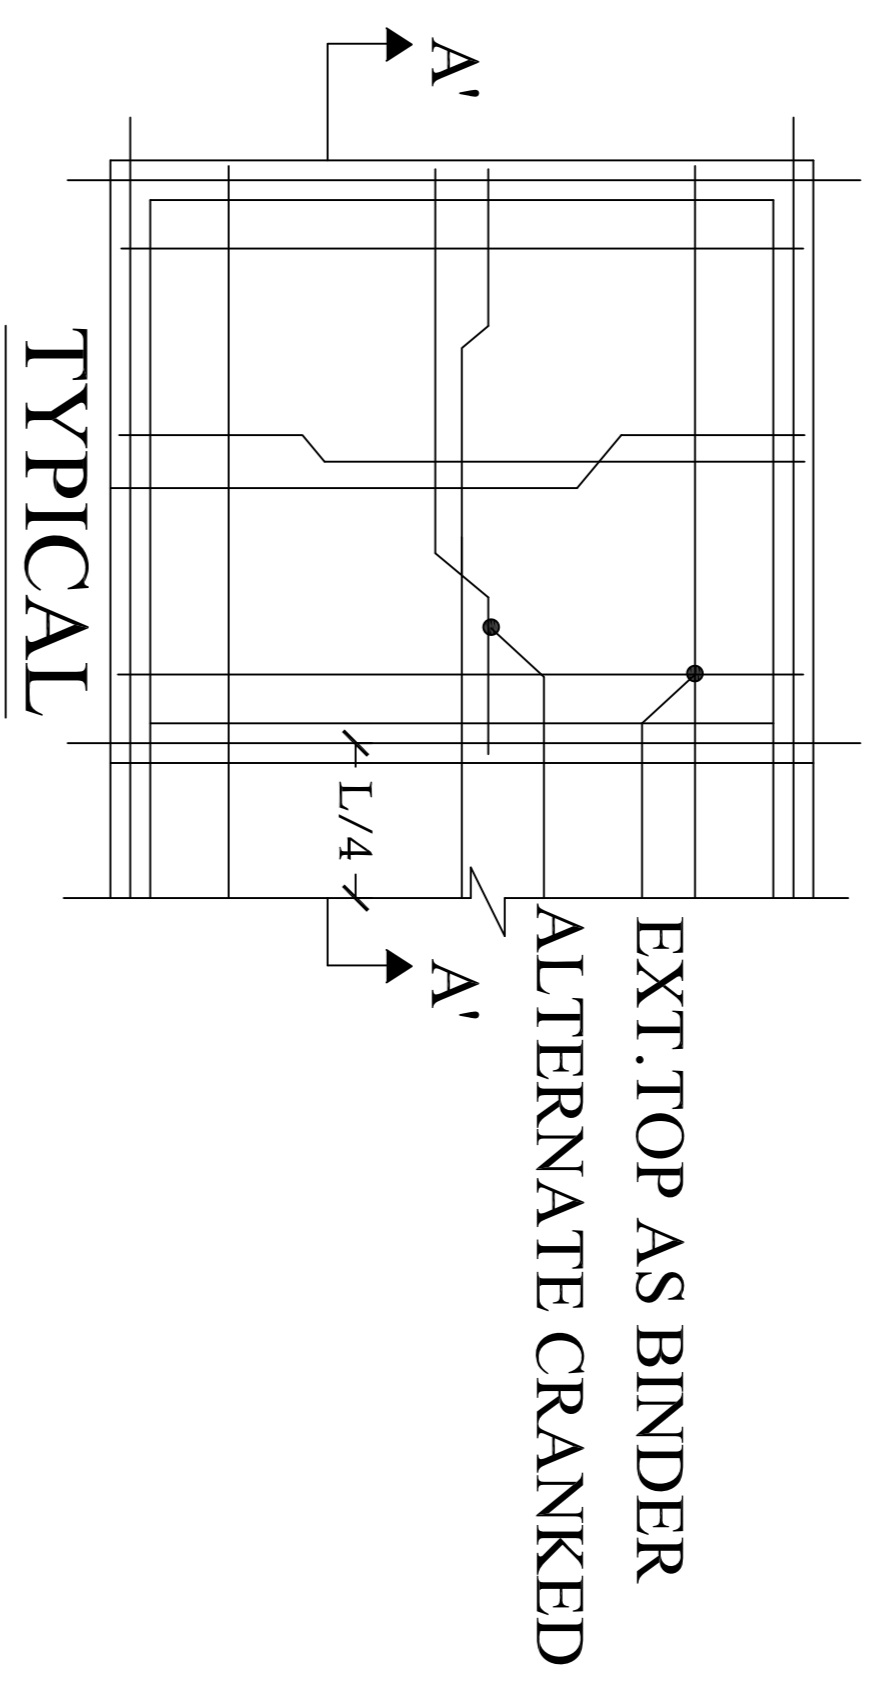 EXT.TOP AS BINDER
ALTERNATE CRANKED
A'
A'
L/4
TYPICAL